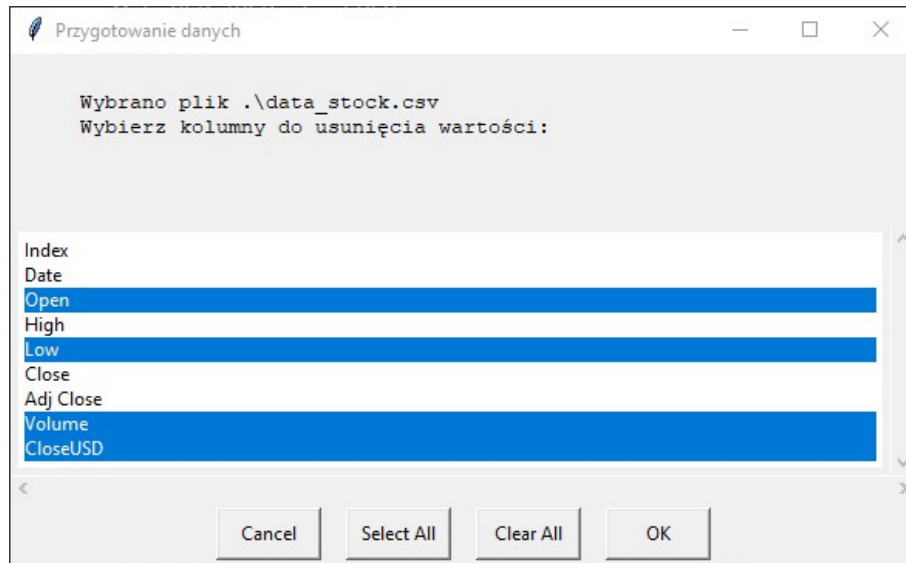 Przygotowanie danych
Wybrano plik .\data_stock.csv
Wybierz kolumny do usunięcia wartości:
Index
Date
Open
High
Low
Close
Adj Close
Volume
CloseUSD
Cancel Select All Clear All OK